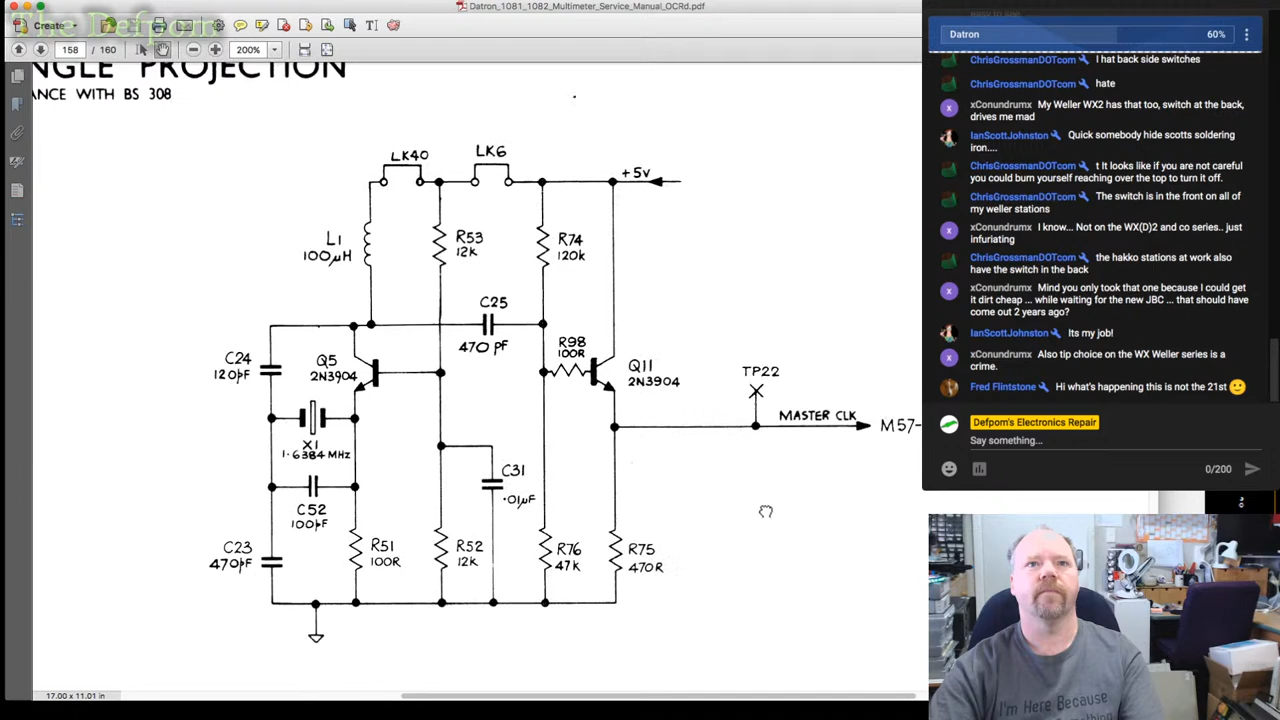 Datron_1081_1082_Multimeter_Service_Manual_OCRd.pdf
The Defpom
Create
158 / 160
200%
NGLE PROJECTION
ANCE WITH BS 308
LK40
LK6
+5v
L1
100µH
R53
12k
R74
120k
C25
470 pF
C24
120pF
Q5
2N3904
R98
100R
Q11
2N3904
TP22
MASTER CLK
M57-
X1
1.6384 MHz
C31
.01µF
C52
100pF
C23
470pF
R51
100R
R52
12k
R76
47k
R75
470R
17.00 x 11.01 in
easy to see
Datron
60%
ChrisGrossmanDOTcom I hat back side switches
ChrisGrossmanDOTcom hate
xConundrumx My Weller WX2 has that too, switch at the back,
drives me mad
IanScottJohnston Quick somebody hide scotts soldering
iron....
ChrisGrossmanDOTcom t It looks like if you are not careful
you could burn yourself reaching over the top to turn it off.
ChrisGrossmanDOTcom The switch is in the front on all of
my weller stations
xConundrumx I know... Not on the WX(D)2 and co series.. just
infuriating
ChrisGrossmanDOTcom the hakko stations at work also
have the switch in the back
xConundrumx Mind you only took that one because I could get
it dirt cheap ... while waiting for the new JBC ... that should have
come out 2 years ago?
IanScottJohnston Its my job!
xConundrumx Also tip choice on the WX Weller series is a
crime.
Fred Flintstone Hi what's happening this is not the 21st
Defpom's Electronics Repair
Say something...
0/200
I'm Here Because